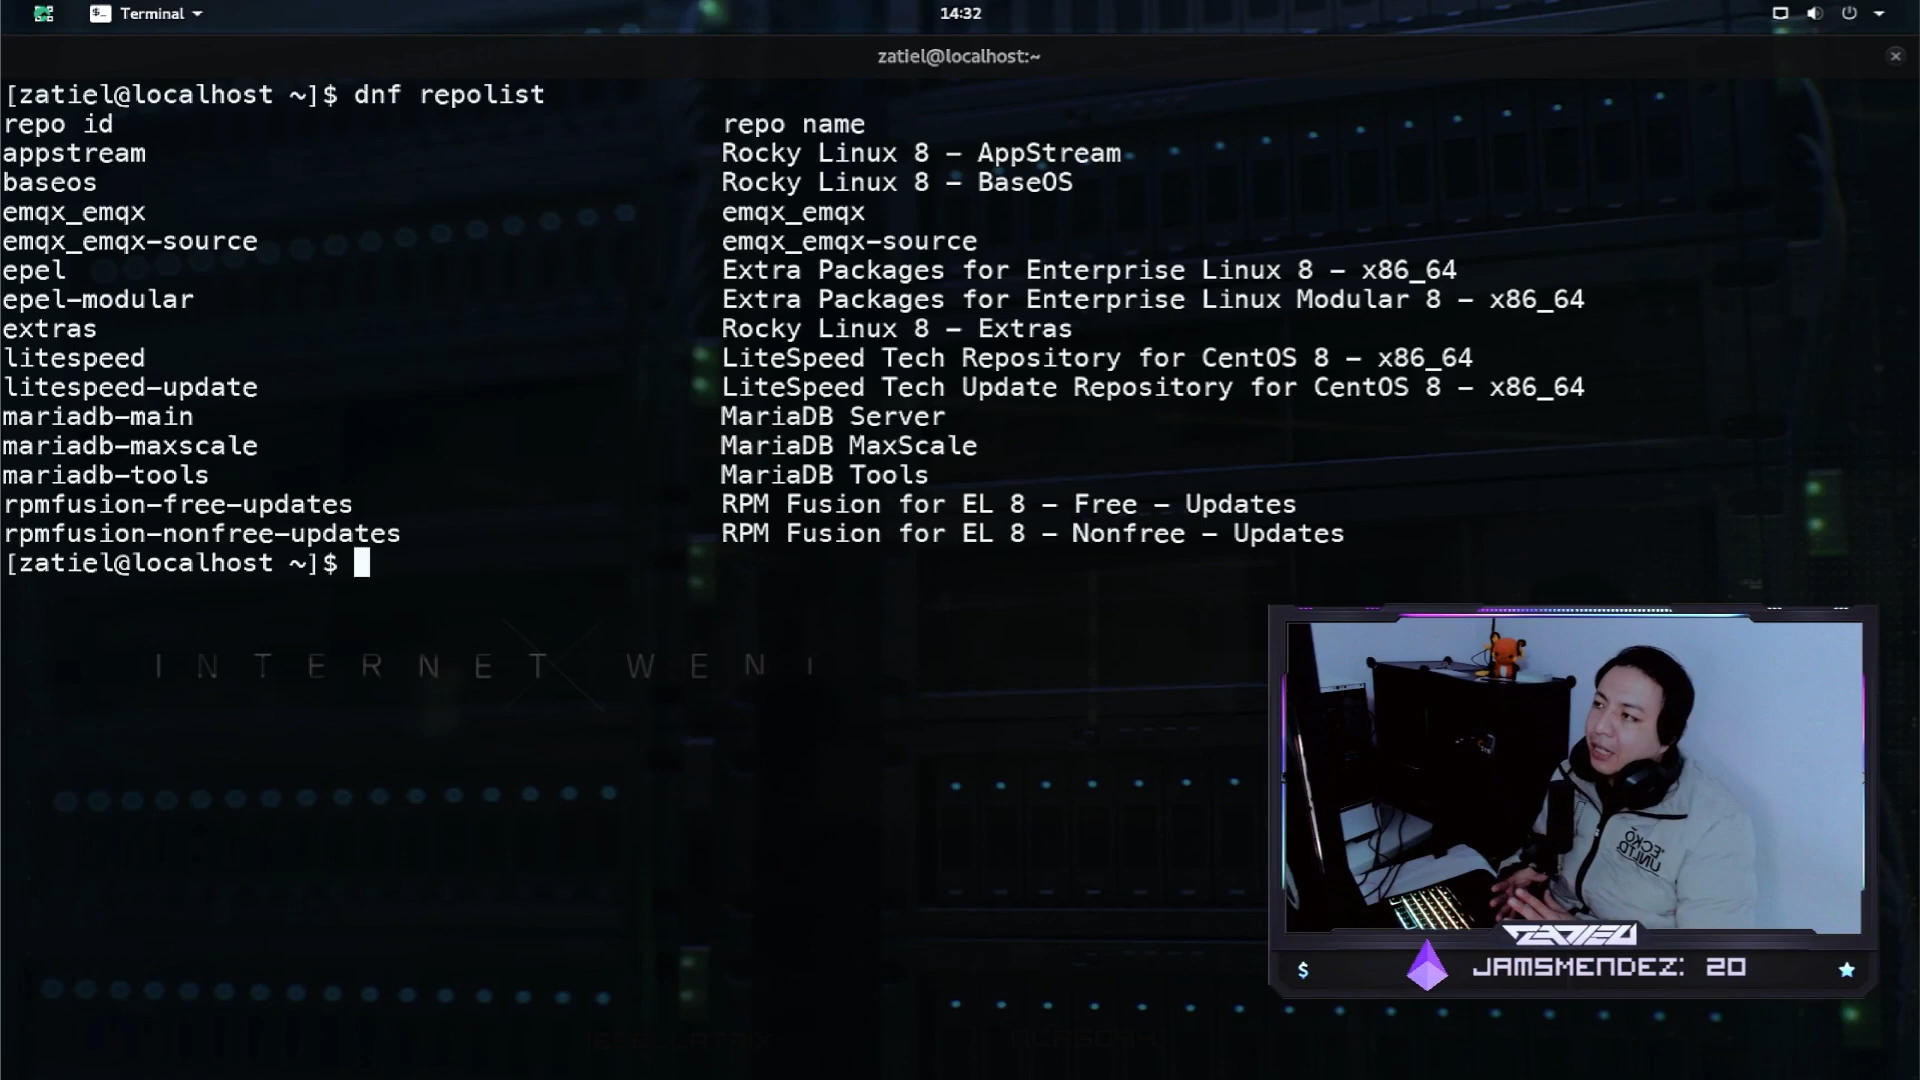 Terminal
14:32
zatiel@localhost:~
[zatiel@localhost ~]$ dnf repolist
repo id repo name
appstream Rocky Linux 8 - AppStream
baseos Rocky Linux 8 - BaseOS
emqx_emqx emqx_emqx
emqx_emqx-source emqx_emqx-source
epel Extra Packages for Enterprise Linux 8 - x86_64
epel-modular Extra Packages for Enterprise Linux Modular 8 - x86_64
extras Rocky Linux 8 - Extras
litespeed LiteSpeed Tech Repository for CentOS 8 - x86_64
litespeed-update LiteSpeed Tech Update Repository for CentOS 8 - x86_64
mariadb-main MariaDB Server
mariadb-maxscale MariaDB MaxScale
mariadb-tools MariaDB Tools
rpmfusion-free-updates RPM Fusion for EL 8 - Free - Updates
rpmfusion-nonfree-updates RPM Fusion for EL 8 - Nonfree - Updates
[zatiel@localhost ~]$
INTERNET WEN
ECKŌ
UNLTD.
ZATIEL
$ JAMSMENDEZ: 20